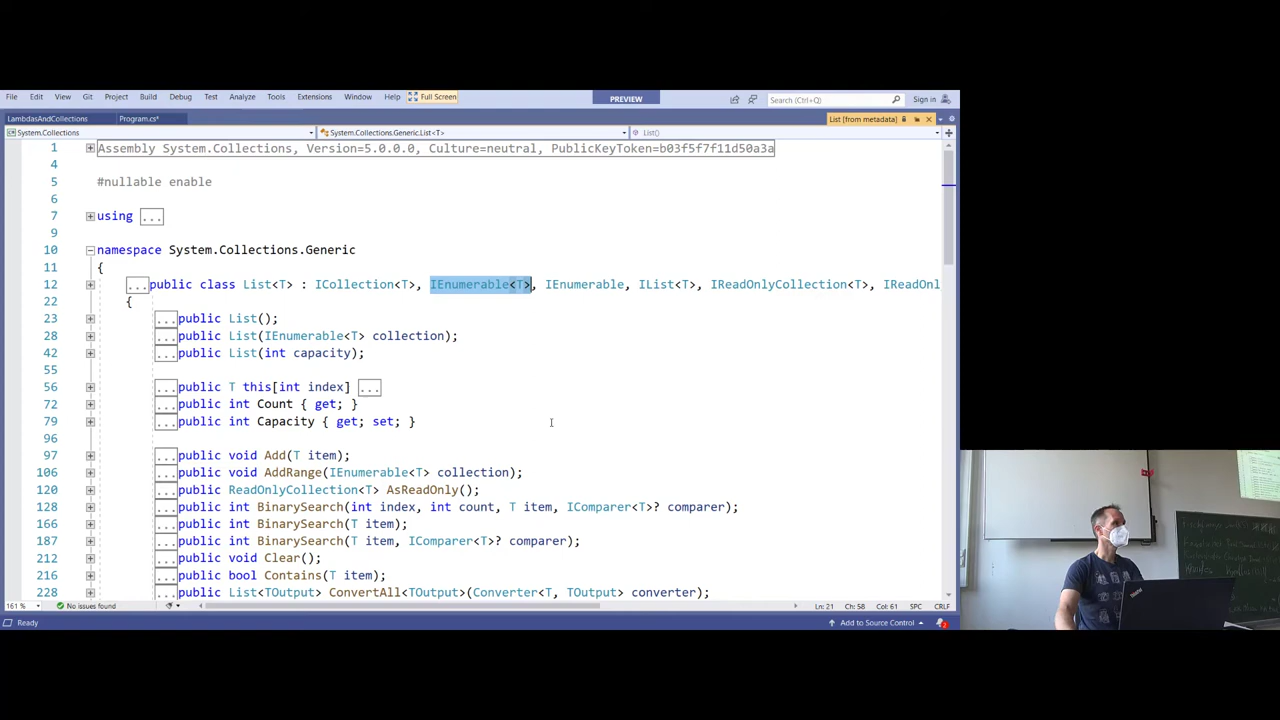 File Edit View Git Project Build Debug Test Analyze Tools Extensions Window Help Full Screen PREVIEW Search (Ctrl+Q) Sign in
LambdasAndCollections Program.cs* List [from metadata]
System.Collections System.Collections.Generic.List<T> List()
1 Assembly System.Collections, Version=5.0.0.0, Culture=neutral, PublicKeyToken=b03f5f7f11d50a3a
4
5 #nullable enable
6
7 using ...
9
10 namespace System.Collections.Generic
11 {
12 ...public class List<T> : ICollection<T>, IEnumerable<T>, IEnumerable, IList<T>, IReadOnlyCollection<T>, IReadOnl
22 {
23 ...public List();
28 ...public List(IEnumerable<T> collection);
42 ...public List(int capacity);
55
56 ...public T this[int index] ...
72 ...public int Count { get; }
79 ...public int Capacity { get; set; }
96
97 ...public void Add(T item);
106 ...public void AddRange(IEnumerable<T> collection);
120 ...public ReadOnlyCollection<T> AsReadOnly();
128 ...public int BinarySearch(int index, int count, T item, IComparer<T>? comparer);
166 ...public int BinarySearch(T item);
187 ...public int BinarySearch(T item, IComparer<T>? comparer);
212 ...public void Clear();
216 ...public bool Contains(T item);
228 ...public List<TOutput> ConvertAll<TOutput>(Converter<T, TOutput> converter);
161 % No issues found Ln: 21 Ch: 58 Col: 61 SPC CRLF
Ready Add to Source Control 2